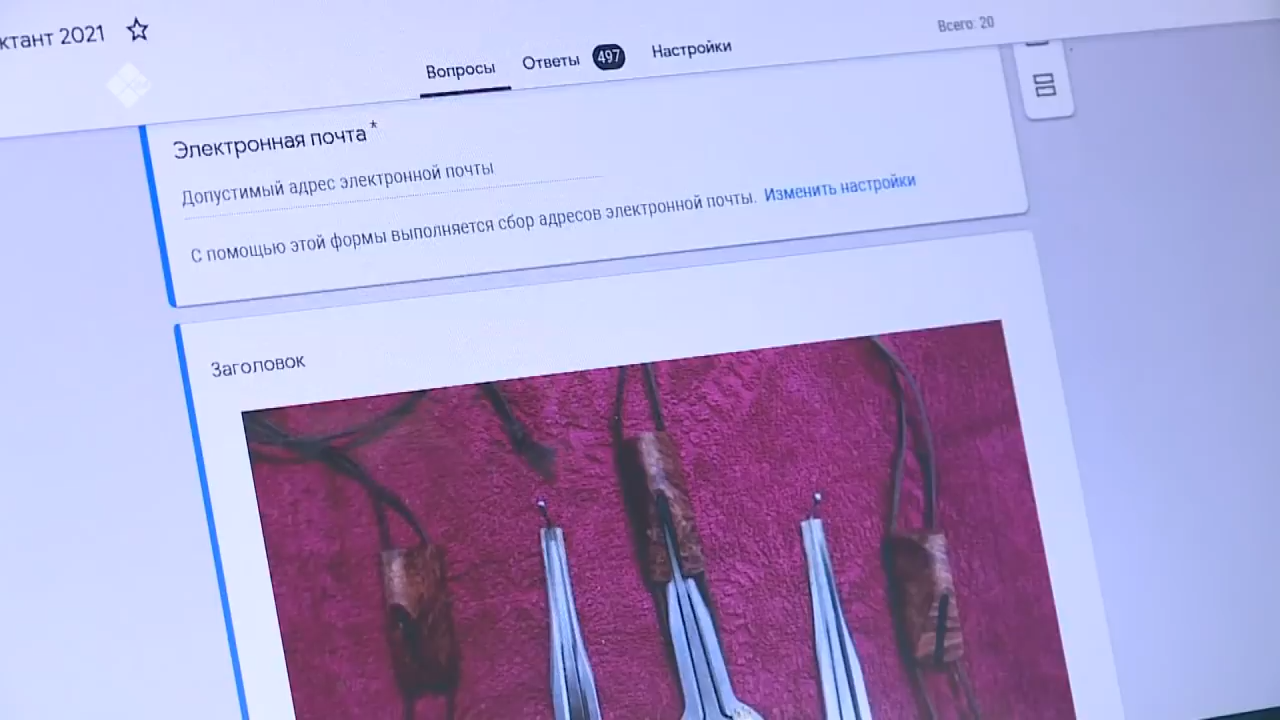 ктант 2021
Всего: 20
Вопросы Ответы 497 Настройки
Электронная почта *
Допустимый адрес электронной почты
С помощью этой формы выполняется сбор адресов электронной почты. Изменить настройки
Заголовок